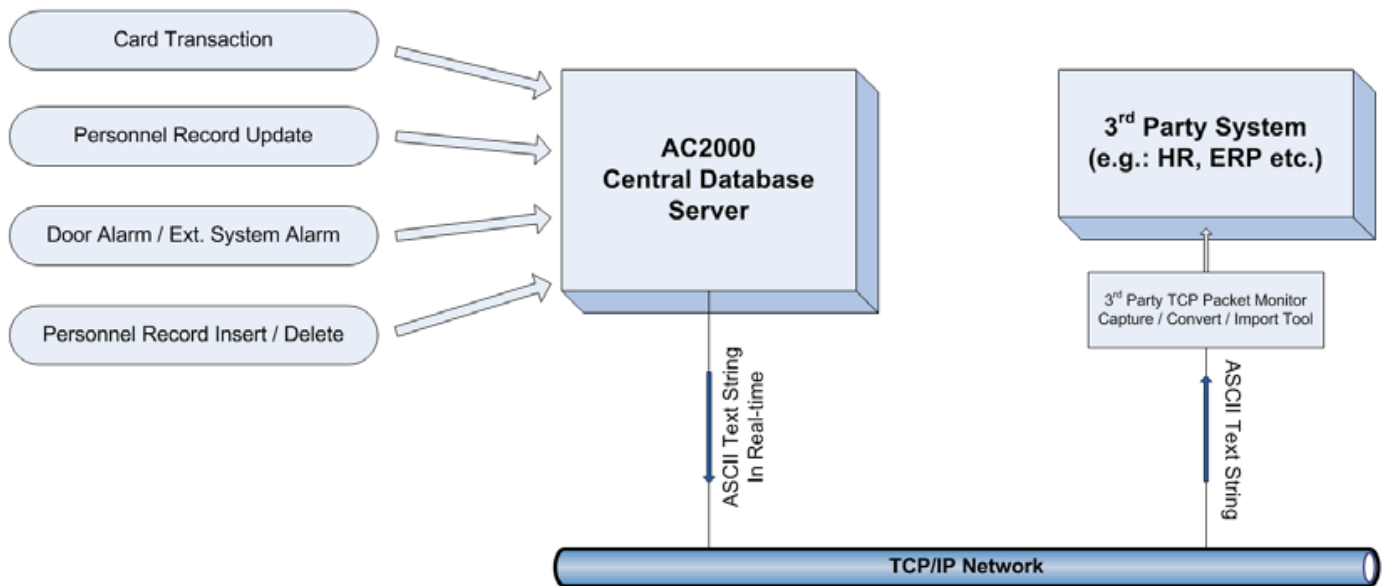 Card Transaction
Personnel Record Update
Door Alarm / Ext. System Alarm
Personnel Record Insert / Delete
AC2000
Central Database
Server
ASCII Text String
In Real-time
3rd Party System
(e.g.: HR, ERP etc.)
3rd Party TCP Packet Monitor
Capture / Convert / Import Tool
ASCII Text String
TCP/IP Network